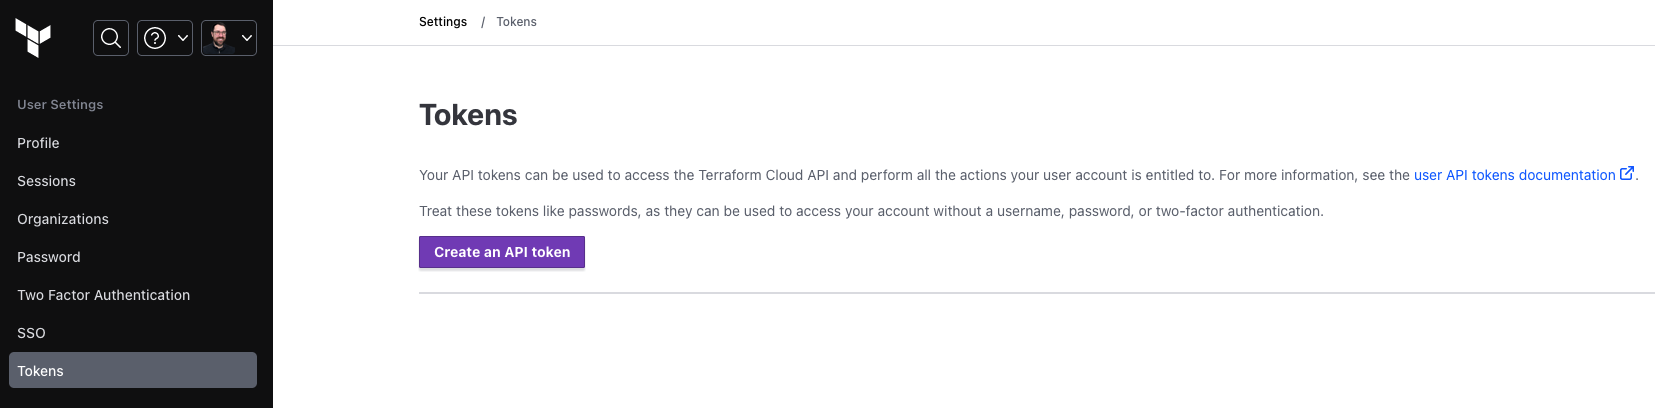 Settings / Tokens
User Settings
Profile
Sessions
Organizations
Password
Two Factor Authentication
SSO
Tokens
Tokens
Your API tokens can be used to access the Terraform Cloud API and perform all the actions your user account is entitled to. For more information, see the user API tokens documentation.
Treat these tokens like passwords, as they can be used to access your account without a username, password, or two-factor authentication.
Create an API token